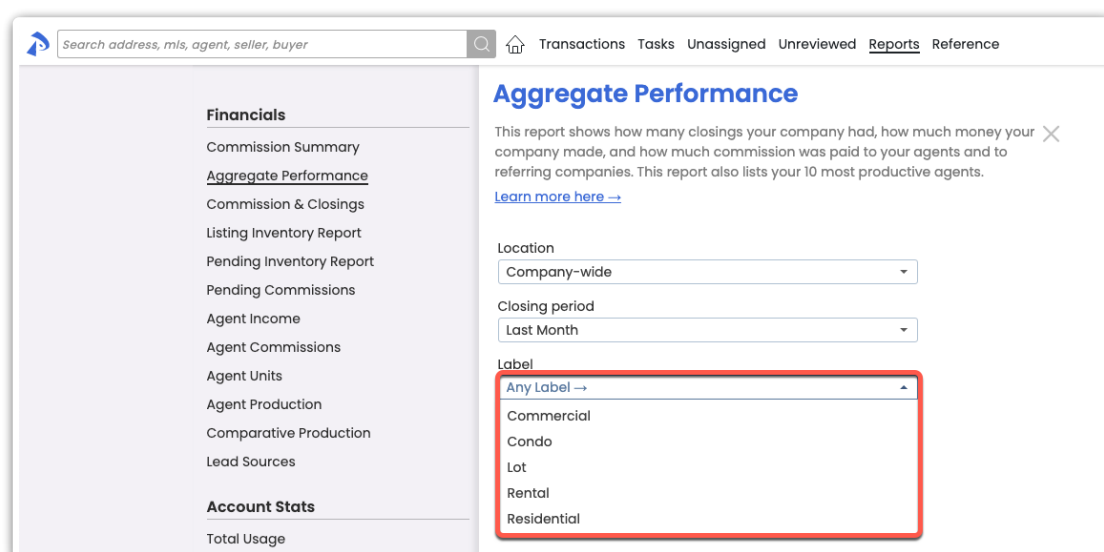 Search address, mls, agent, seller, buyer
Transactions Tasks Unassigned Unreviewed Reports Reference
Financials
Commission Summary
Aggregate Performance
Commission & Closings
Listing Inventory Report
Pending Inventory Report
Pending Commissions
Agent Income
Agent Commissions
Agent Units
Agent Production
Comparative Production
Lead Sources
Account Stats
Total Usage
Aggregate Performance
This report shows how many closings your company had, how much money your
company made, and how much commission was paid to your agents and to
referring companies. This report also lists your 10 most productive agents.
Learn more here →
Location
Company-wide
Closing period
Last Month
Label
Any Label →
Commercial
Condo
Lot
Rental
Residential